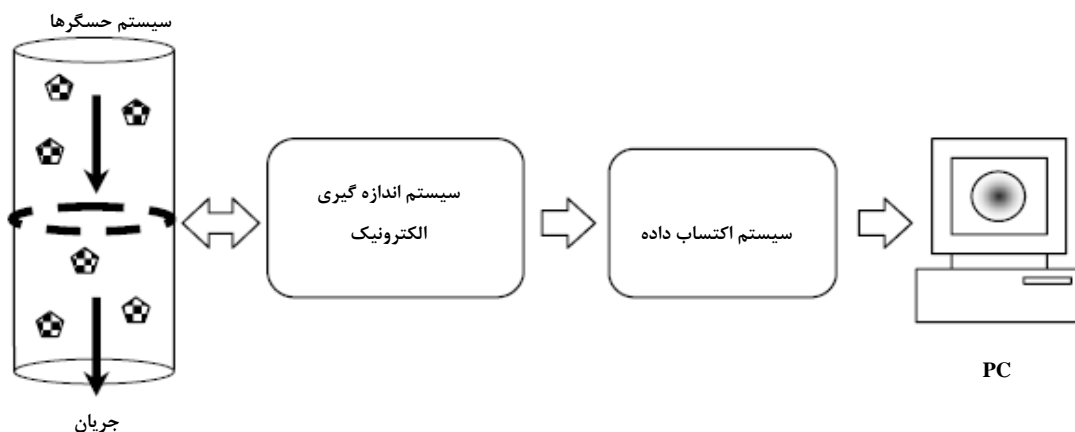 سیستم حسگرها
سیستم اندازه گیری
الکترونیک
سیستم اکتساب داده
PC
جریان